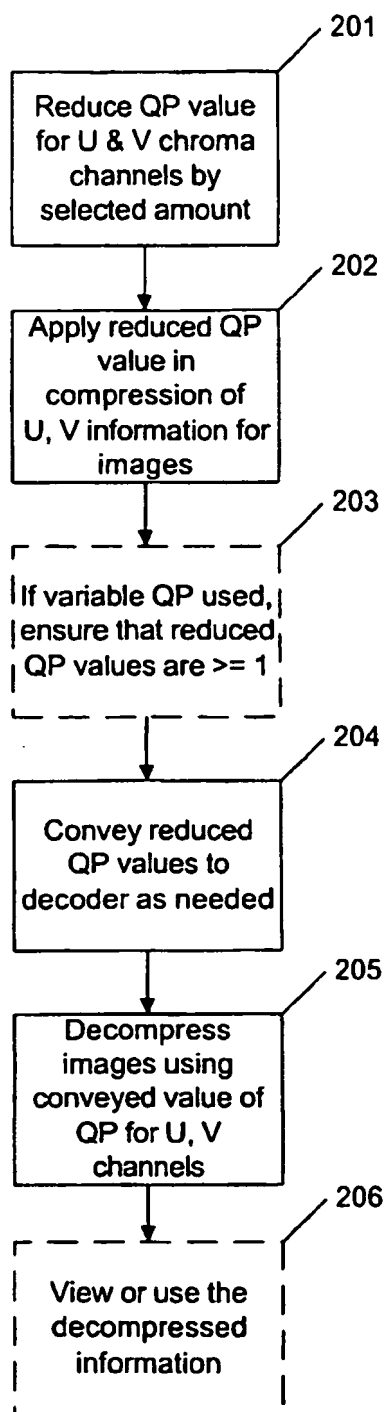 201
Reduce QP value
for U & V chroma
channels by
selected amount
202
Apply reduced QP
value in
compression of
U, V information for
images
203
If variable QP used,
ensure that reduced
QP values are >= 1
204
Convey reduced
QP values to
decoder as needed
205
Decompress
images using
conveyed value of
QP for U, V
channels
206
View or use the
decompressed
information